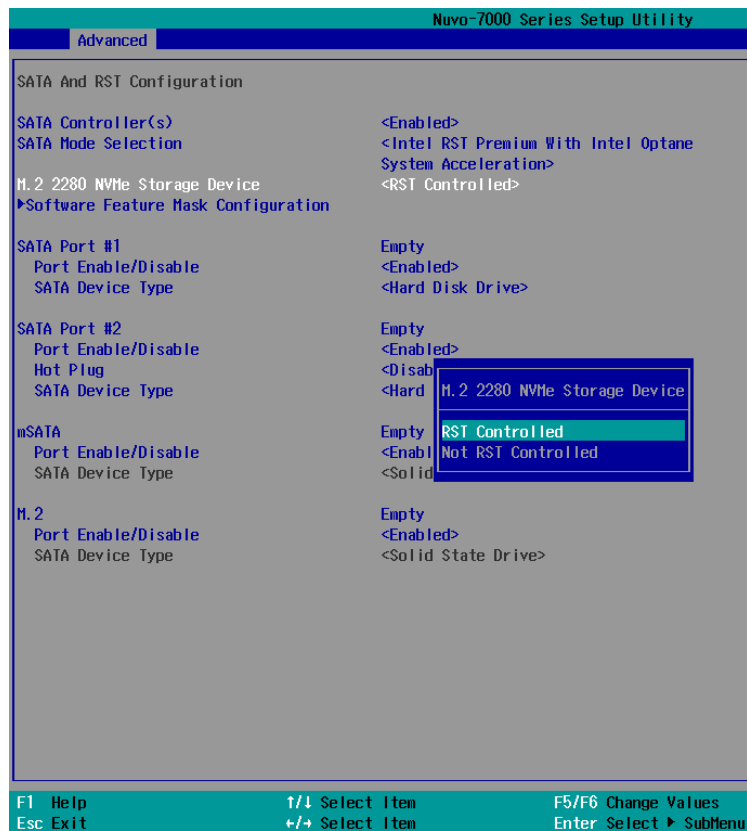 Nuvo-7000 Series Setup Utility
Advanced
SATA And RST Configuration
SATA Controller(s) <Enabled>
SATA Mode Selection <Intel RST Premium With Intel Optane
System Acceleration>
M.2 2280 NVMe Storage Device <RST Controlled>
▶Software Feature Mask Configuration
SATA Port #1 Empty
Port Enable/Disable <Enabled>
SATA Device Type <Hard Disk Drive>
SATA Port #2 Empty
Port Enable/Disable <Enabled>
Hot Plug <Disab
SATA Device Type <Hard
M.2 2280 NVMe Storage Device
RST Controlled
Not RST Controlled
mSATA Empty
Port Enable/Disable <Enabl
SATA Device Type <Solid
M.2 Empty
Port Enable/Disable <Enabled>
SATA Device Type <Solid State Drive>
F1 Help ↑/↓ Select Item F5/F6 Change Values
Esc Exit ←/→ Select Item Enter Select ▶ SubMenu